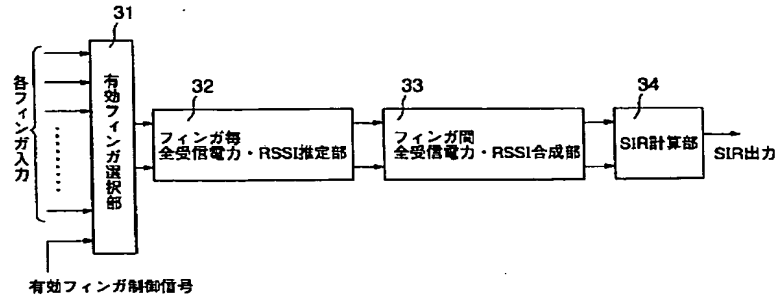 31
各フィンガ入力
有効フィンガ選択部
32
フィンガ毎
全受信電力・RSSI推定部
33
フィンガ間
全受信電力・RSSI合成部
34
SIR計算部
SIR出力
有効フィンガ制御信号